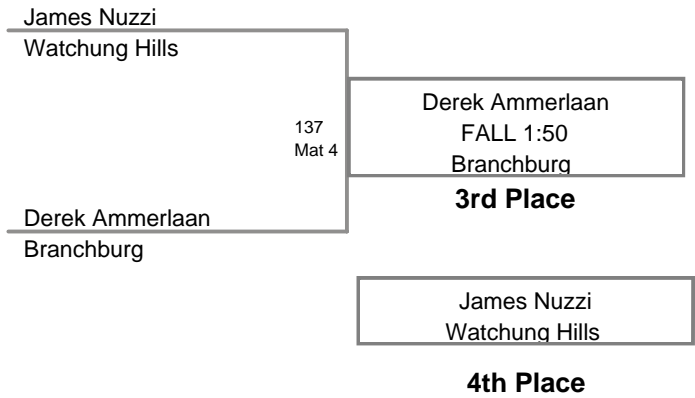 James Nuzzi
Watchung Hills
Derek Ammerlaan
137
FALL 1:50
Mat 4
Branchburg
3rd Place
Derek Ammerlaan
Branchburg
James Nuzzi
Watchung Hills
4th Place